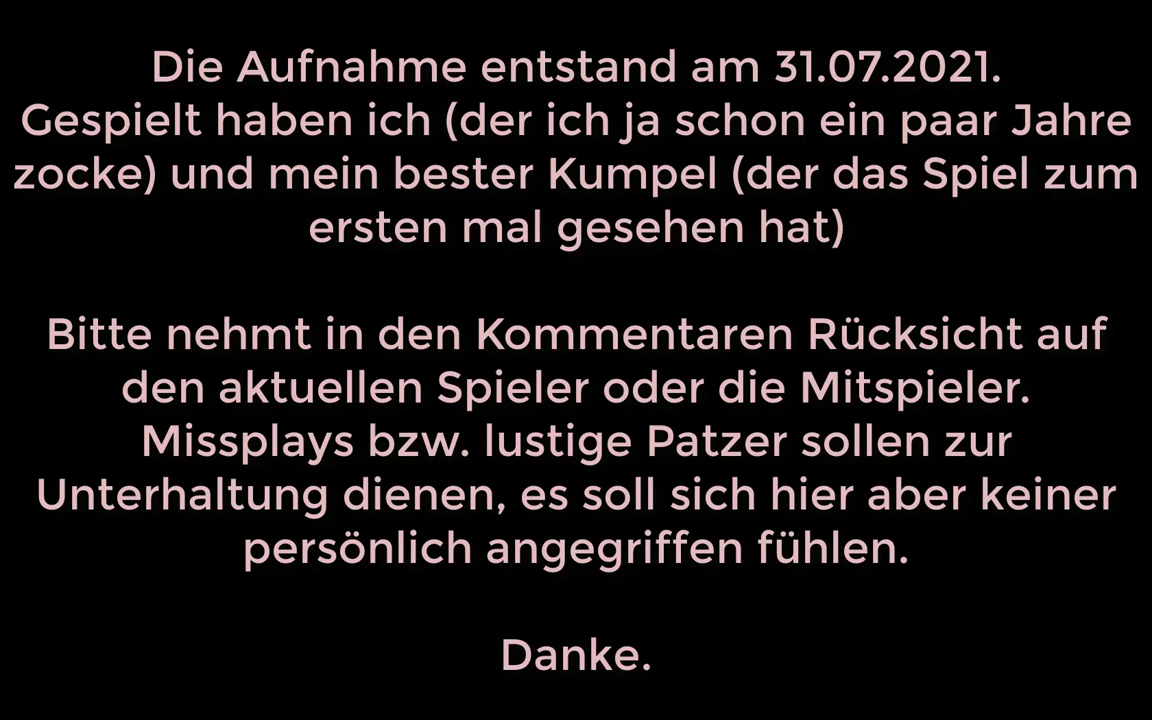 Die Aufnahme entstand am 31.07.2021.
Gespielt haben ich (der ich ja schon ein paar Jahre
zocke) und mein bester Kumpel (der das Spiel zum
ersten mal gesehen hat)
Bitte nehmt in den Kommentaren Rücksicht auf
den aktuellen Spieler oder die Mitspieler.
Missplays bzw. lustige Patzer sollen zur
Unterhaltung dienen, es soll sich hier aber keiner
persönlich angegriffen fühlen.
Danke.